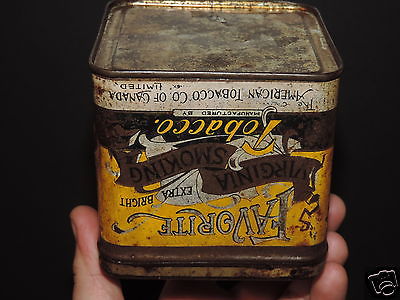 FAVORITE
EXTRA BRIGHT
VIRGINIA
SMOKING
Tobacco.
MANUFACTURED BY
The AMERICAN TOBACCO CO. OF CANADA
LIMITED.